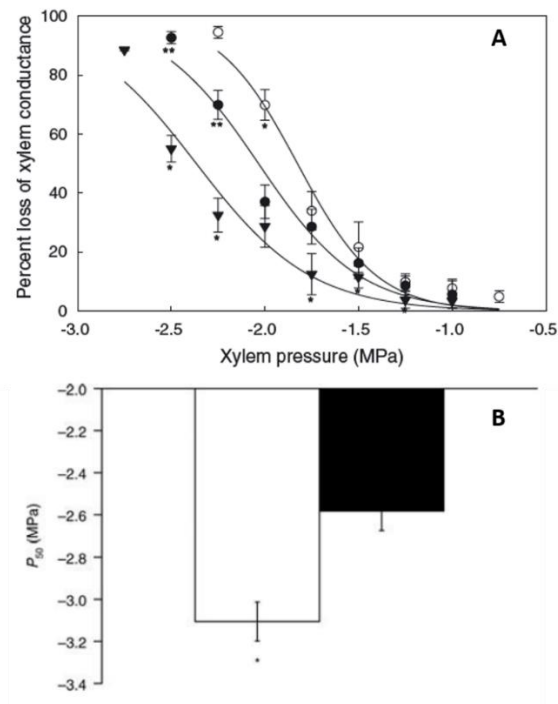 100
80
60
40
20
0
Percent loss of xylem conductance
A
** ** * * * * * *
-3.0 -2.5 -2.0 -1.5 -1.0 -0.5
Xylem pressure (MPa)
-2.0
-2.2
-2.4
-2.6
-2.8
-3.0
-3.2
-3.4
P50 (MPa)
B
*